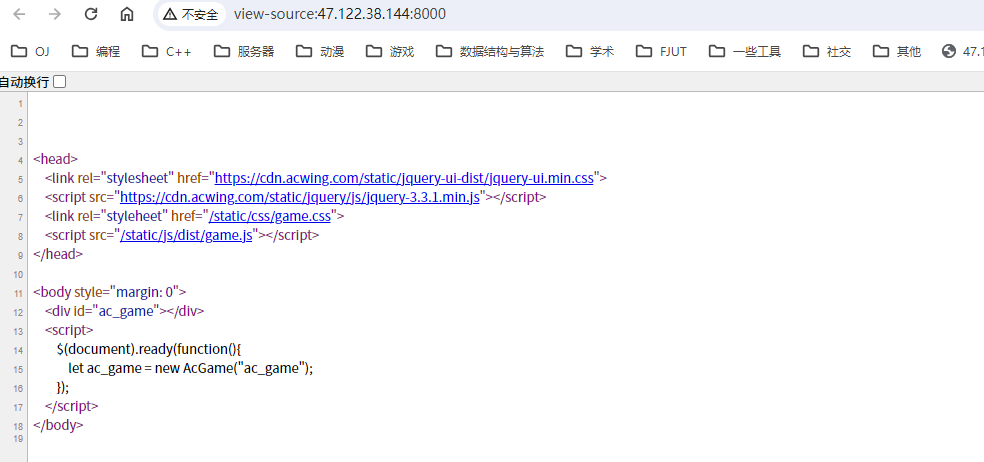 不安全 view-source:47.122.38.144:8000
OJ 编程 C++ 服务器 动漫 游戏 数据结构与算法 学术 FJUT 一些工具 社交 其他 47.1
自动换行
1
2
3
4 <head>
5 <link rel="stylesheet" href="https://cdn.acwing.com/static/jquery-ui-dist/jquery-ui.min.css">
6 <script src="https://cdn.acwing.com/static/jquery/js/jquery-3.3.1.min.js"></script>
7 <link rel="styleheet" href="/static/css/game.css">
8 <script src="/static/js/dist/game.js"></script>
9 </head>
10
11 <body style="margin: 0">
12 <div id="ac_game"></div>
13 <script>
14 $(document).ready(function(){
15 let ac_game = new AcGame("ac_game");
16 });
17 </script>
18 </body>
19